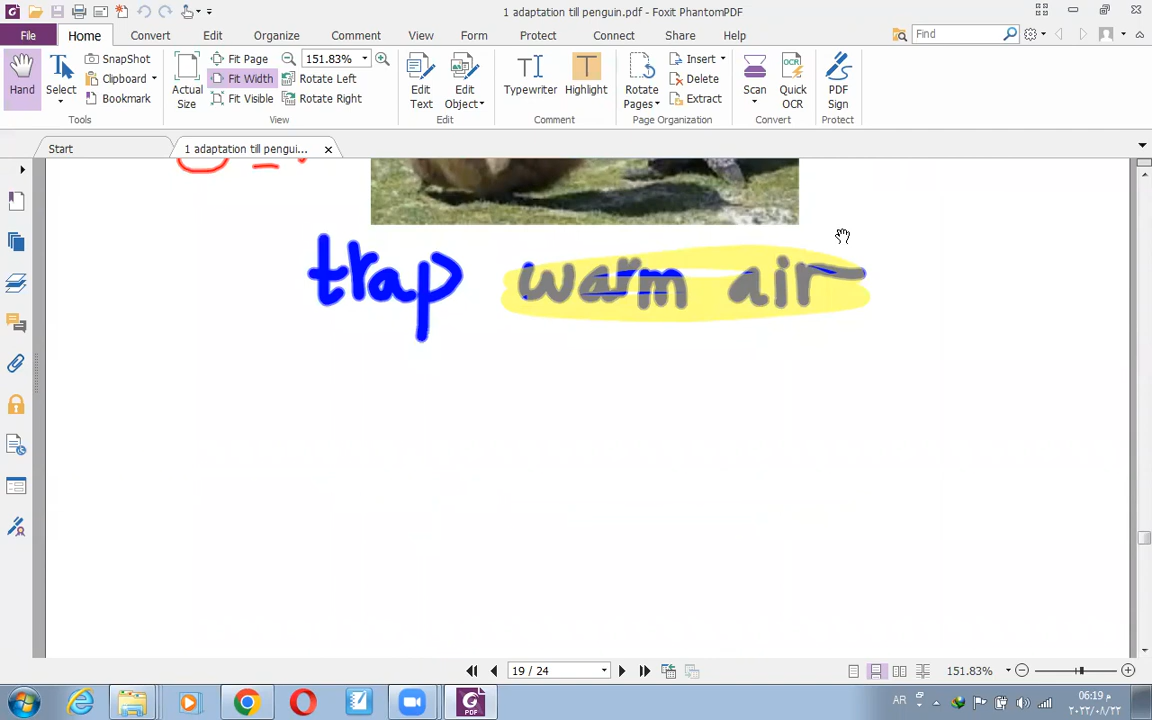 1 adaptation till penguin.pdf - Foxit PhantomPDF
File Home Convert Edit Organize Comment View Form Protect Connect Share Help Find
Hand
Select
SnapShot
Clipboard
Bookmark
Tools
Actual Size
Fit Page
Fit Width
Fit Visible
151.83%
Rotate Left
Rotate Right
View
Edit Text
Edit Object
Edit
Typewriter
Highlight
Comment
Rotate Pages
Insert
Delete
Extract
Page Organization
Scan
Quick OCR
Convert
PDF Sign
Protect
Start
1 adaptation till pengui...
trap warm air
19 / 24
151.83%
AR
06:19 م
٢٠٢٢/٠٨/٢٢